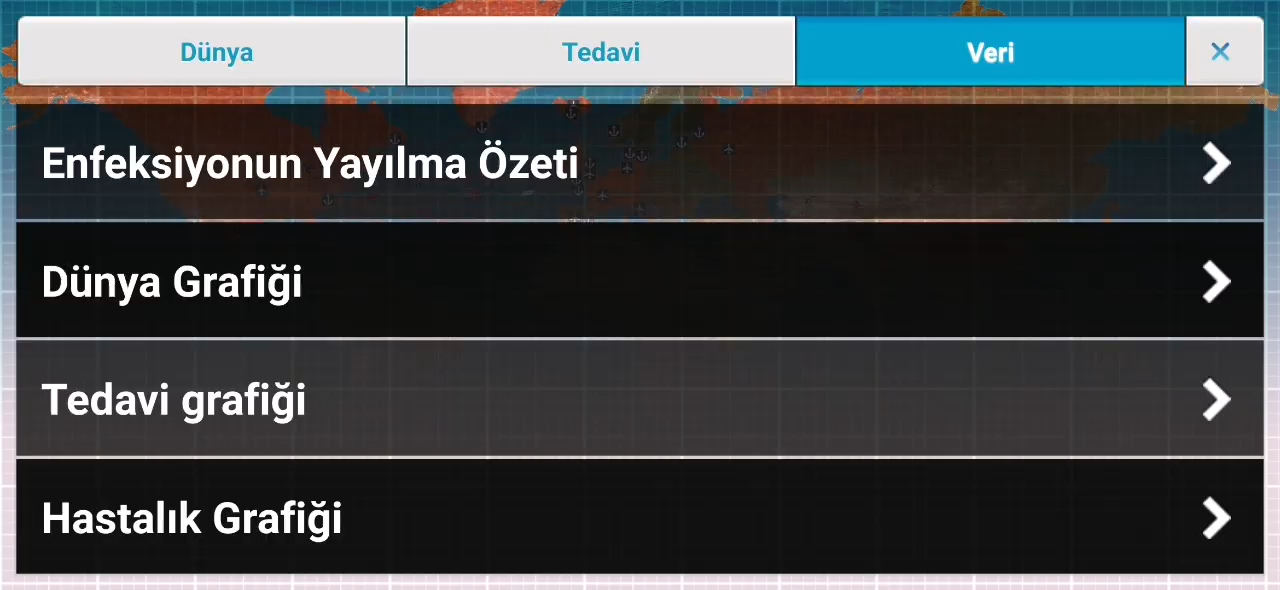 Dünya
Tedavi
Veri
Enfeksiyonun Yayılma Özeti
Dünya Grafiği
Tedavi grafiği
Hastalık Grafiği